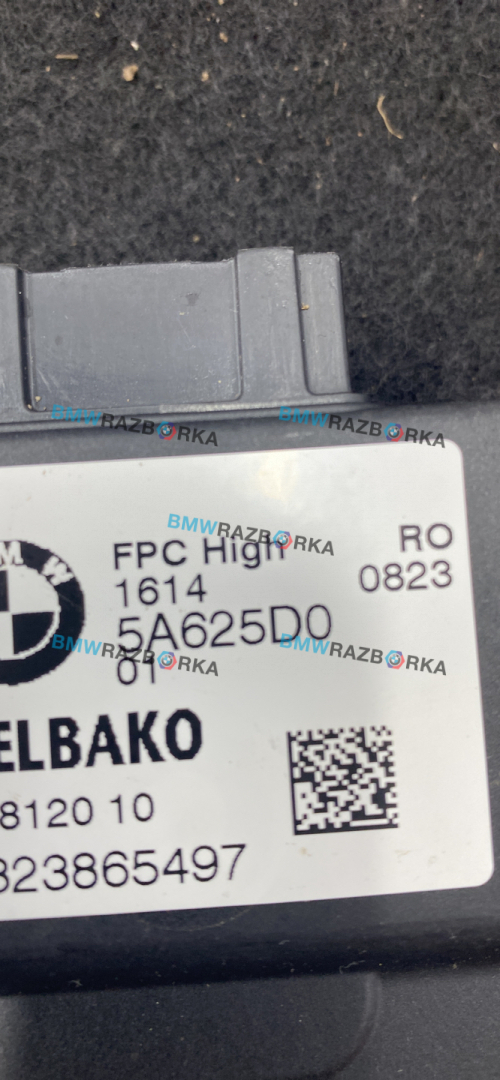 BMWRAZBORKA BMWRAZBORKA
BMWRAZBORKA
M W
FPC High RO
1614 0823
5A625D0
01
BMWRAZBORKA BMWRAZBORKA
ELBAKO
8120 10
823865497